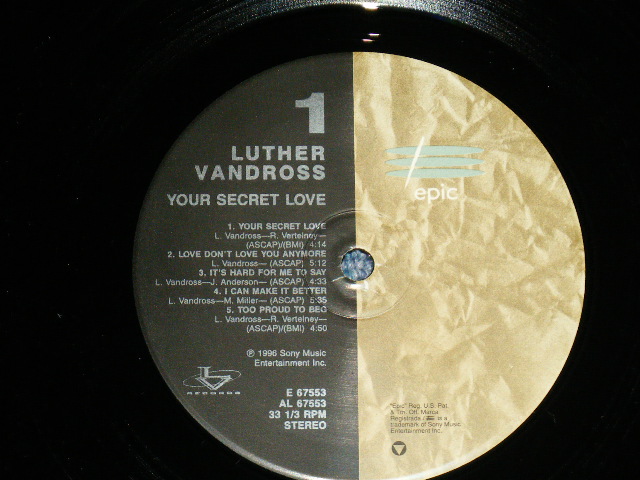 1
LUTHER
VANDROSS
YOUR SECRET LOVE
1. YOUR SECRET LOVE
L. Vandross—R. Vertelney—
(ASCAP)/(BMI) 4:14
2. LOVE DON'T LOVE YOU ANYMORE
L. Vandross— (ASCAP) 5:12
3. IT'S HARD FOR ME TO SAY
L. Vandross—J. Anderson— (ASCAP) 4:33
4. I CAN MAKE IT BETTER
L. Vandross—M. Miller— (ASCAP) 5:35
5. TOO PROUD TO BEG
L. Vandross—R. Vertelney—
(ASCAP)/(BMI) 4:50
℗ 1996 Sony Music
Entertainment Inc.
LV
RECORDS
E 67553
AL 67553
33 1/3 RPM
STEREO
epic
"Epic" Reg. U.S. Pat.
& Tm. Off. Marca
Registrada / is a
trademark of Sony Music
Entertainment Inc.